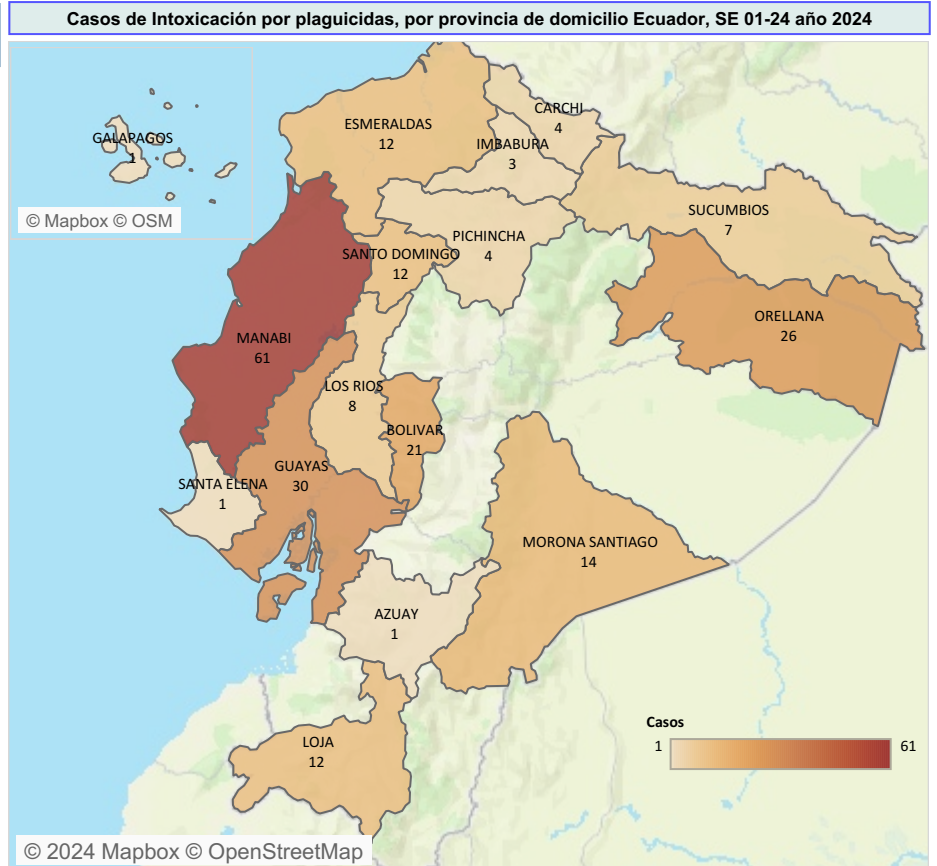 Casos de Intoxicación por plaguicidas, por provincia de domicilio Ecuador, SE 01-24 año 2024
GALAPAGOS
1
© Mapbox © OSM
ESMERALDAS
12
CARCHI
4
IMBABURA
3
SUCUMBIOS
7
PICHINCHA
4
SANTO DOMINGO
12
ORELLANA
26
MANABI
61
LOS RIOS
8
BOLIVAR
21
GUAYAS
30
SANTA ELENA
1
MORONA SANTIAGO
14
AZUAY
1
LOJA
12
Casos
1 61
© 2024 Mapbox © OpenStreetMap